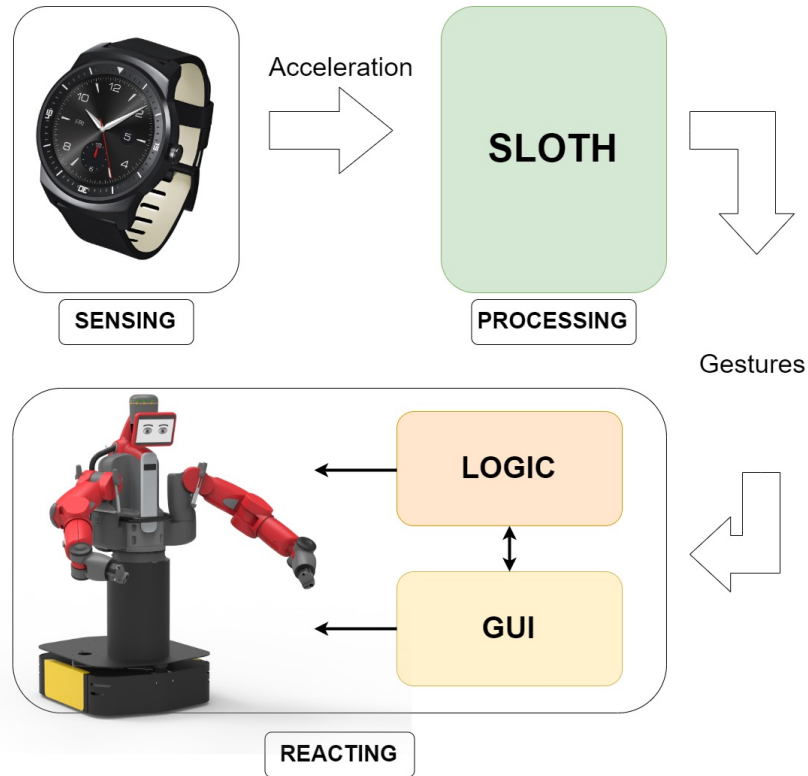 Acceleration
SLOTH
SENSING
PROCESSING
Gestures
LOGIC
GUI
REACTING